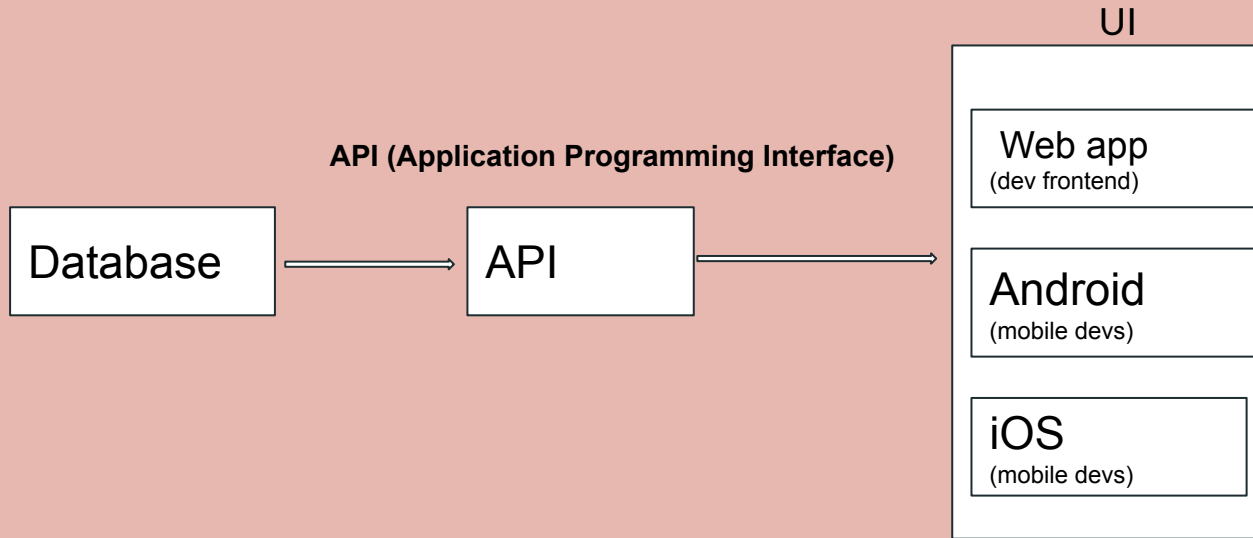 UI
API (Application Programming Interface)
Database
API
Web app
(dev frontend)
Android
(mobile devs)
iOS
(mobile devs)